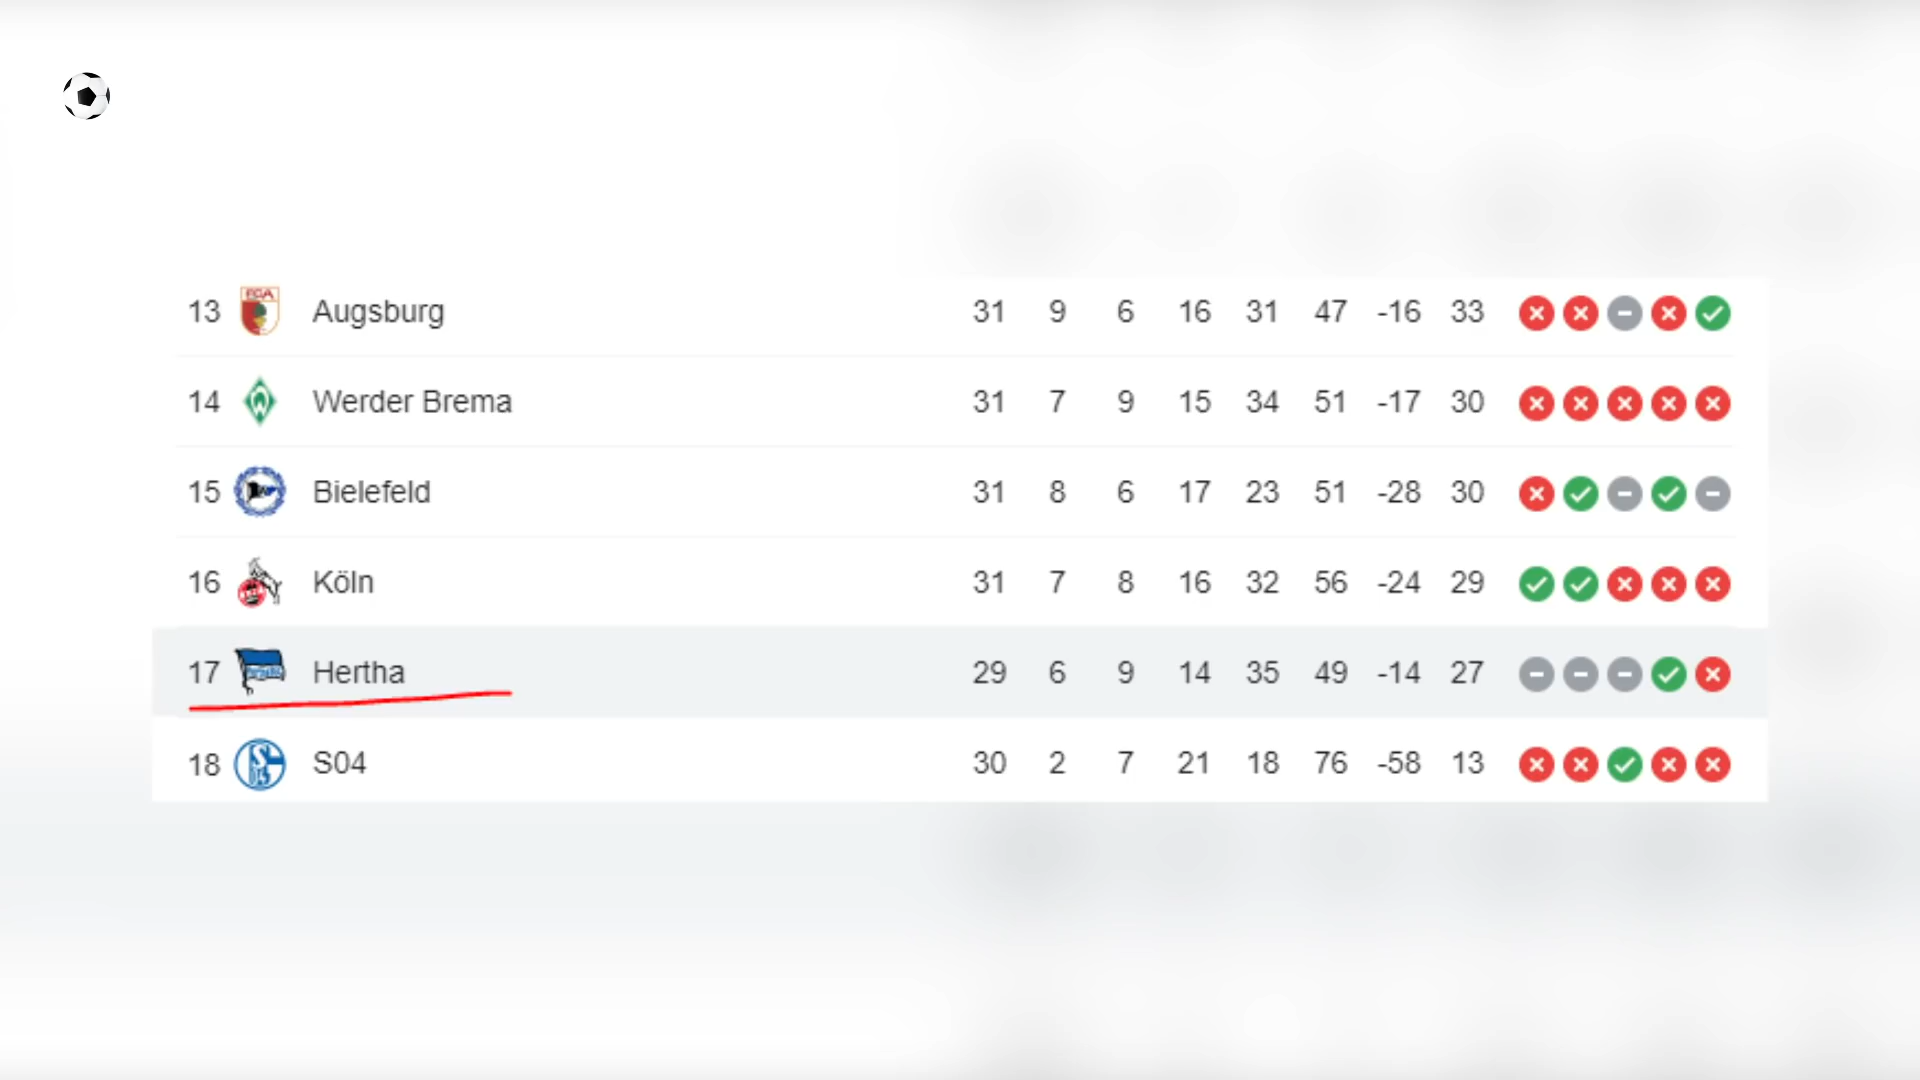 13 FCA Augsburg 31 9 6 16 31 47 -16 33
14 W Werder Brema 31 7 9 15 34 51 -17 30
15 Bielefeld 31 8 6 17 23 51 -28 30
16 Köln 31 7 8 16 32 56 -24 29
17 Hertha 29 6 9 14 35 49 -14 27
18 S04 30 2 7 21 18 76 -58 13